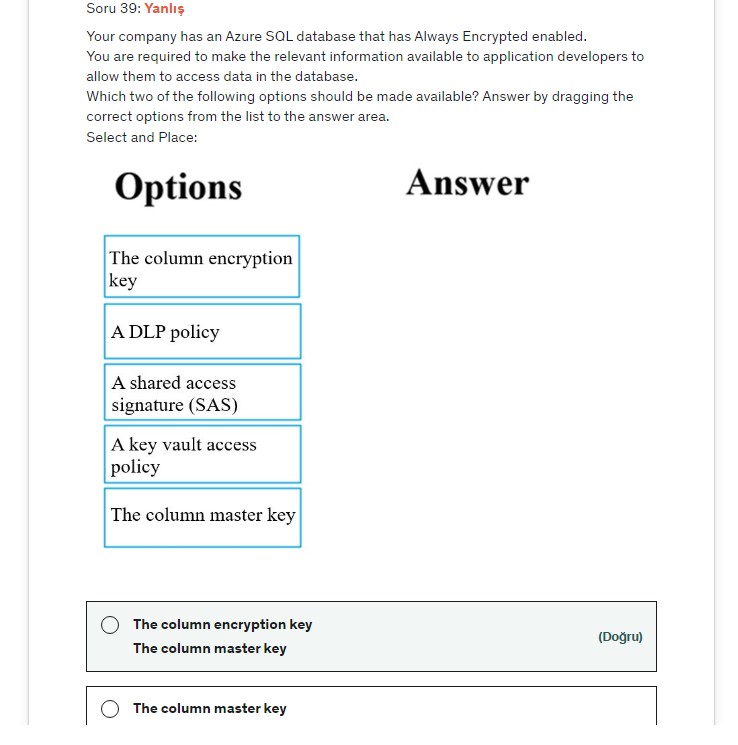 Soru 39: Yanlış
Your company has an Azure SQL database that has Always Encrypted enabled.
You are required to make the relevant information available to application developers to
allow them to access data in the database.
Which two of the following options should be made available? Answer by dragging the
correct options from the list to the answer area.
Select and Place:
Options
Answer
The column encryption
key
A DLP policy
A shared access
signature (SAS)
A key vault access
policy
The column master key
The column encryption key
The column master key
(Doğru)
The column master key